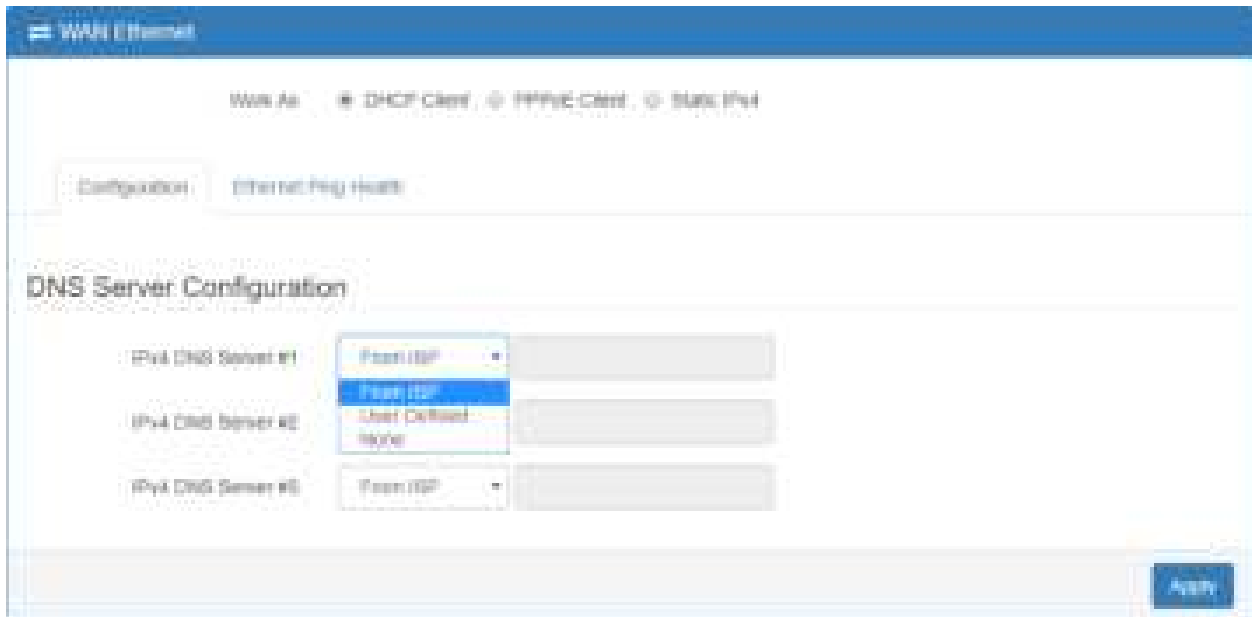 WAN Ethernet
Work As DHCP Client PPPoE Client Static IPv4
Configuration Ethernet Ping Health
DNS Server Configuration
IPv4 DNS Server #1 From ISP
From ISP
User Defined
IPv4 DNS Server #2
None
IPv4 DNS Server #3 From ISP
Apply